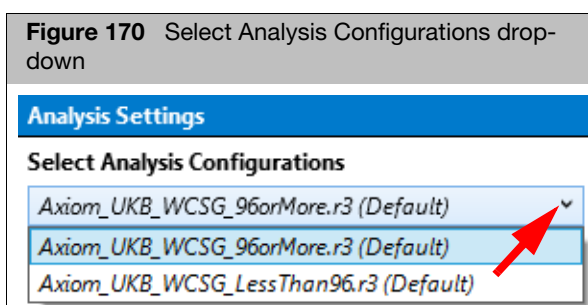 Figure 170 Select Analysis Configurations drop-
down
Analysis Settings
Select Analysis Configurations
Axiom_UKB_WCSG_96orMore.r3 (Default)
Axiom_UKB_WCSG_96orMore.r3 (Default)
Axiom_UKB_WCSG_LessThan96.r3 (Default)